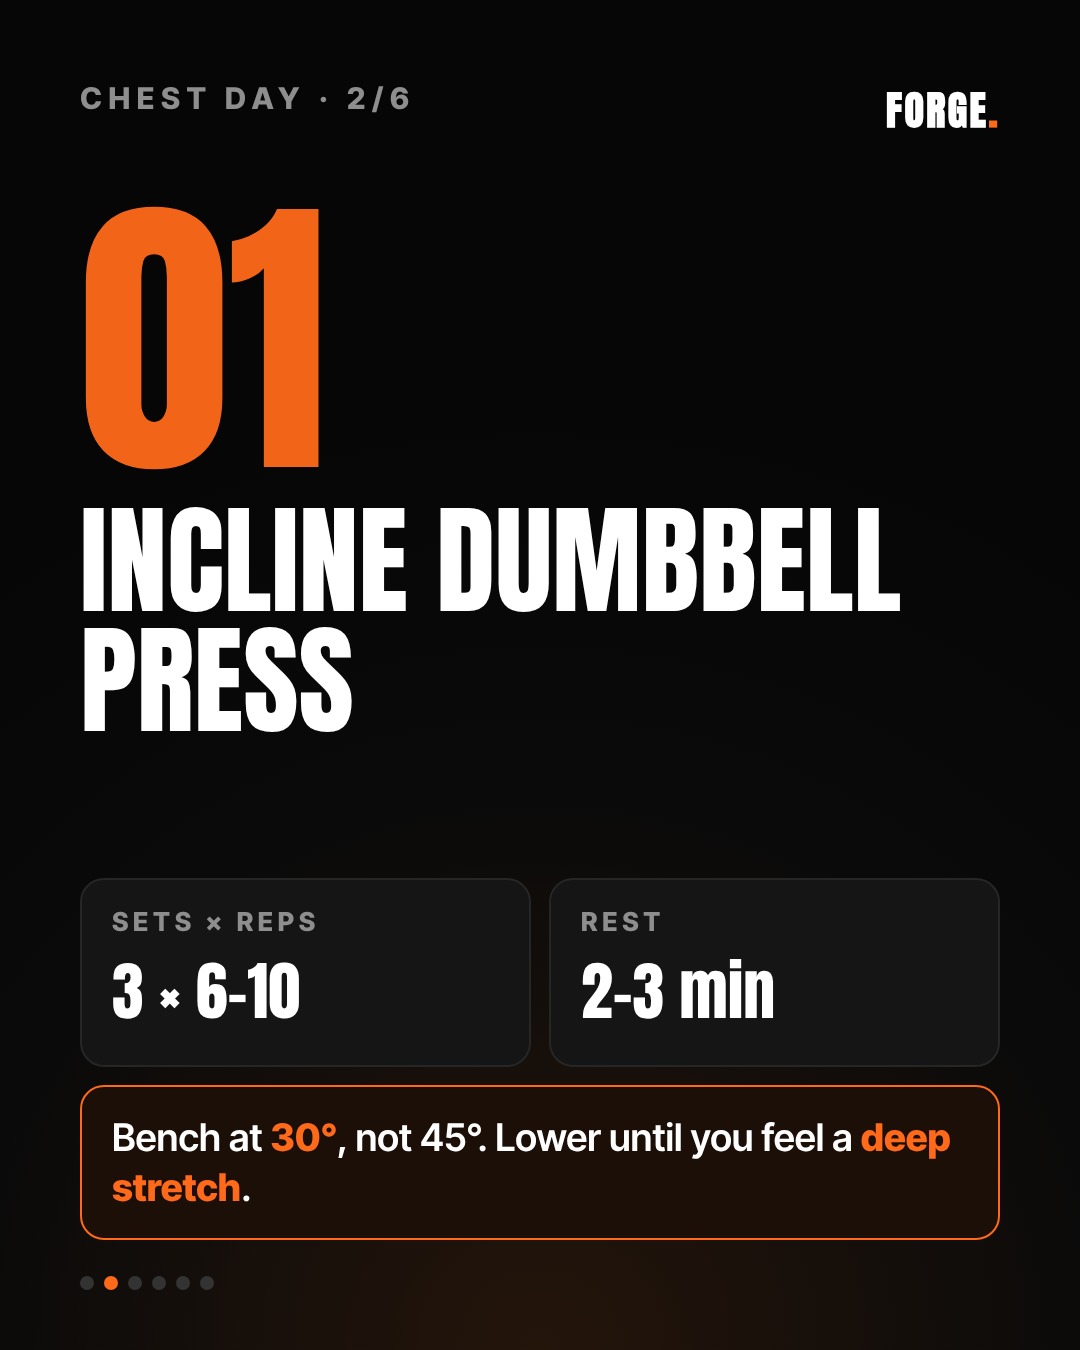 CHEST DAY · 2/6
FORGE.
01
INCLINE DUMBBELL
PRESS
SETS × REPS
3 × 6-10
REST
2-3 min
Bench at 30°, not 45°. Lower until you feel a deep
stretch.